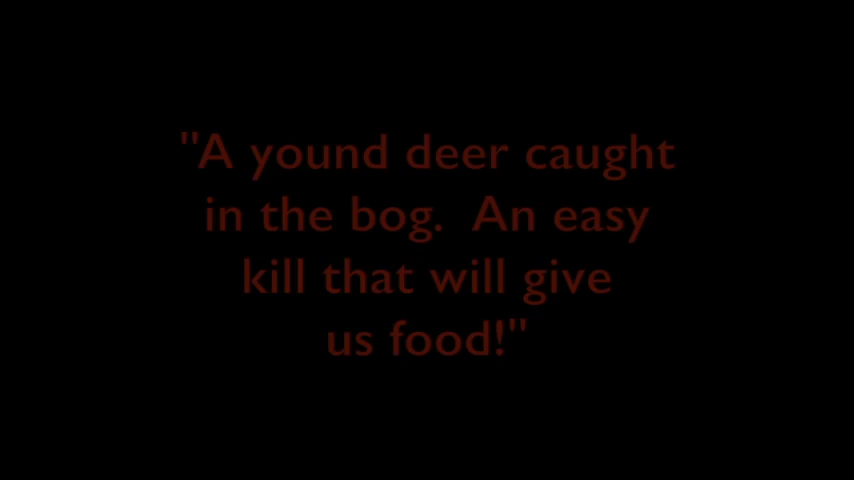 "A yound deer caught
in the bog.  An easy
kill that will give
us food!"